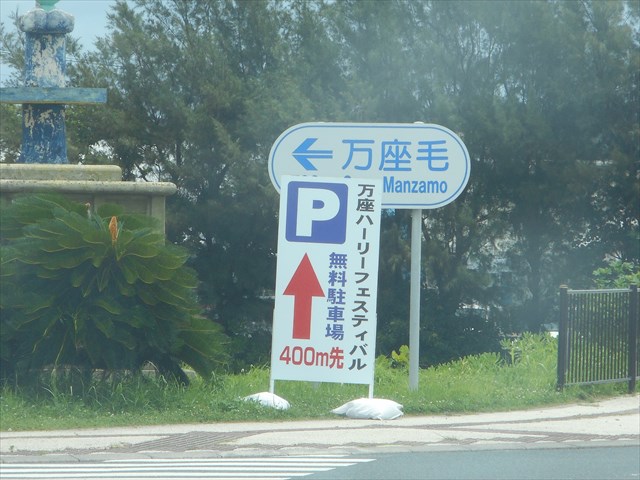 万座毛
Manzamo
P
万座ハーリーフェスティバル
無料駐車場
400m先